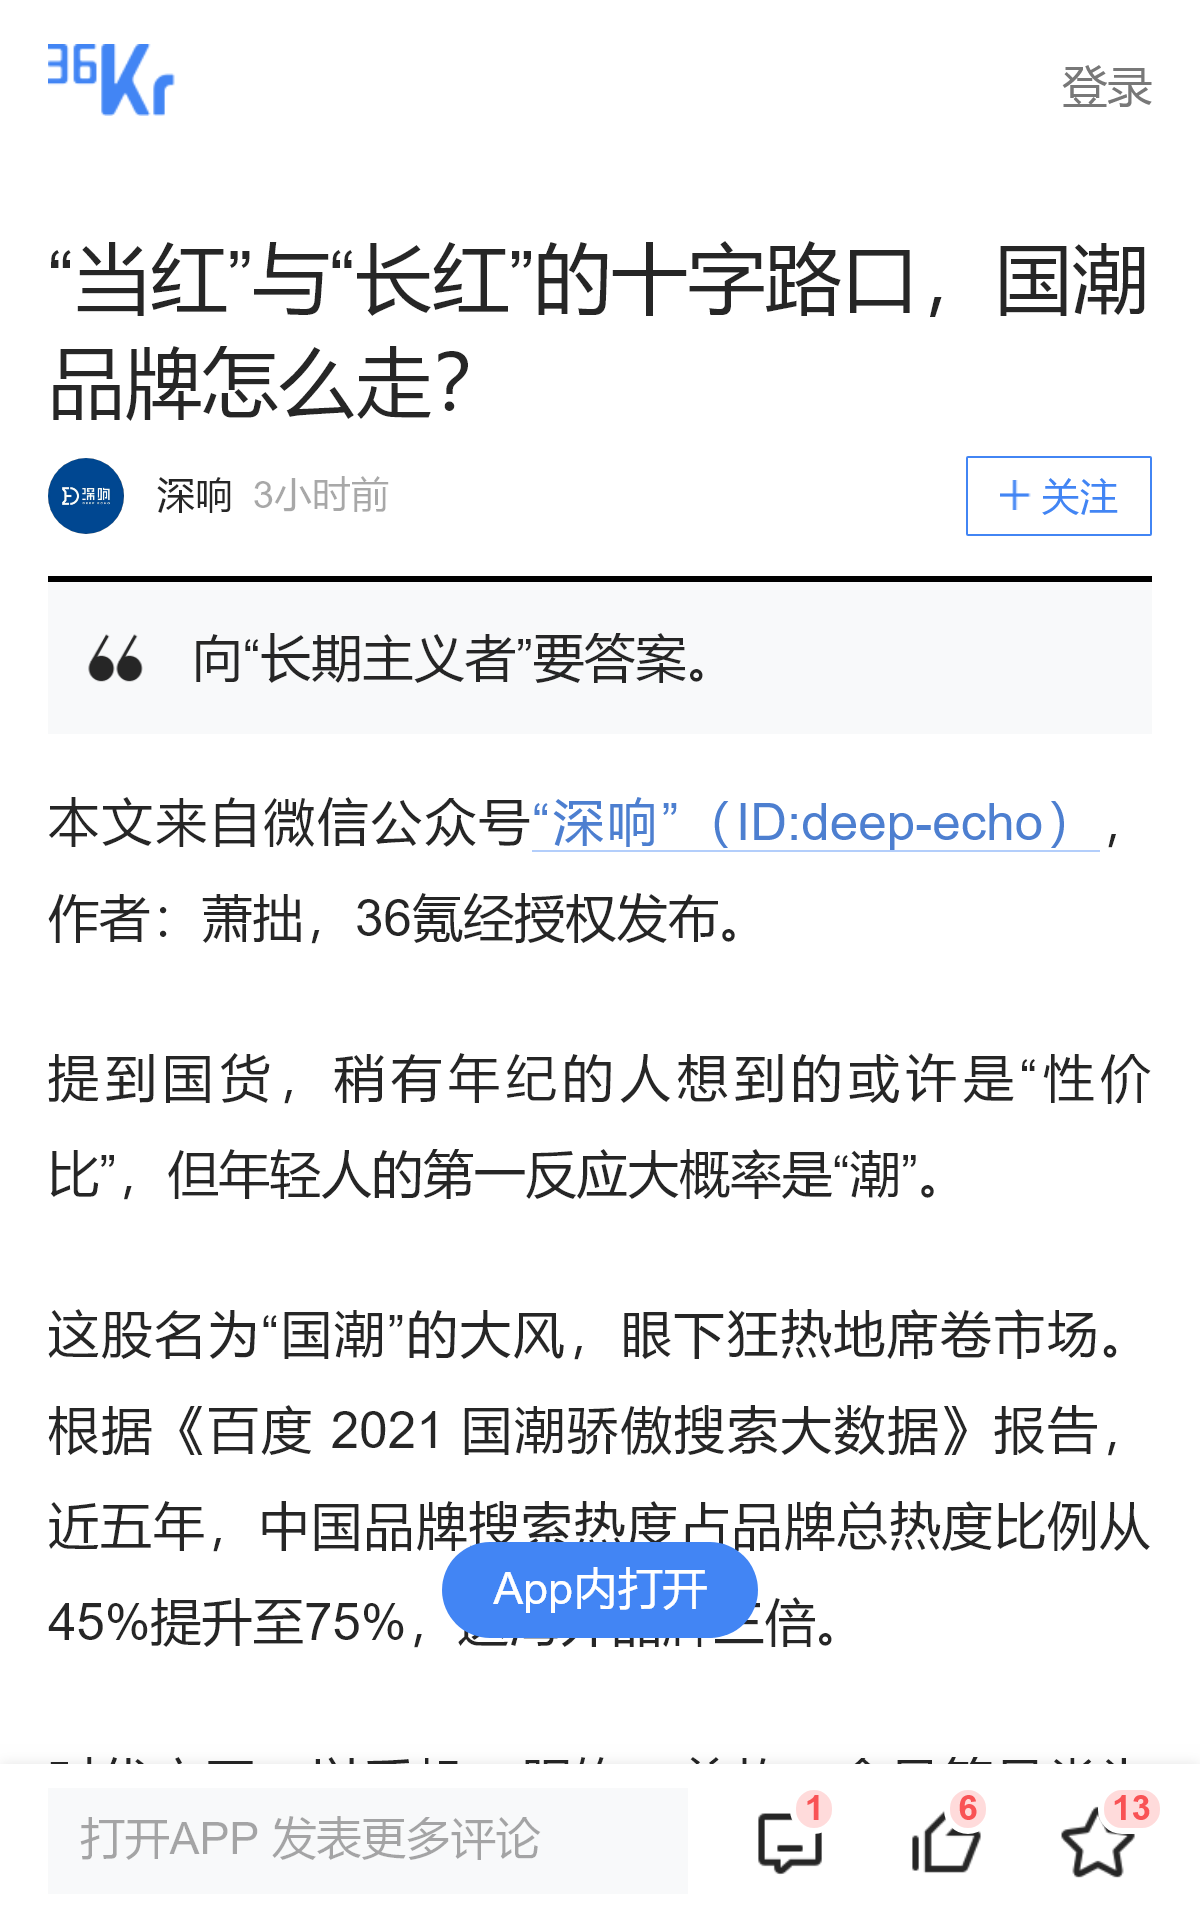 36Kr
登录
“当红”与“长红”的十字路口，国潮
品牌怎么走？
深响
深响 3小时前
+ 关注
向“长期主义者”要答案。
本文来自微信公众号“深响”（ID:deep-echo），
作者：萧拙，36氪经授权发布。
提到国货，稍有年纪的人想到的或许是“性价
比”，但年轻人的第一反应大概率是“潮”。
这股名为“国潮”的大风，眼下狂热地席卷市场。
根据《百度 2021 国潮骄傲搜索大数据》报告，
近五年，中国品牌搜索热度占品牌总热度比例从
45%提升至75%，三倍。
App内打开
打开APP 发表更多评论
1
6
13